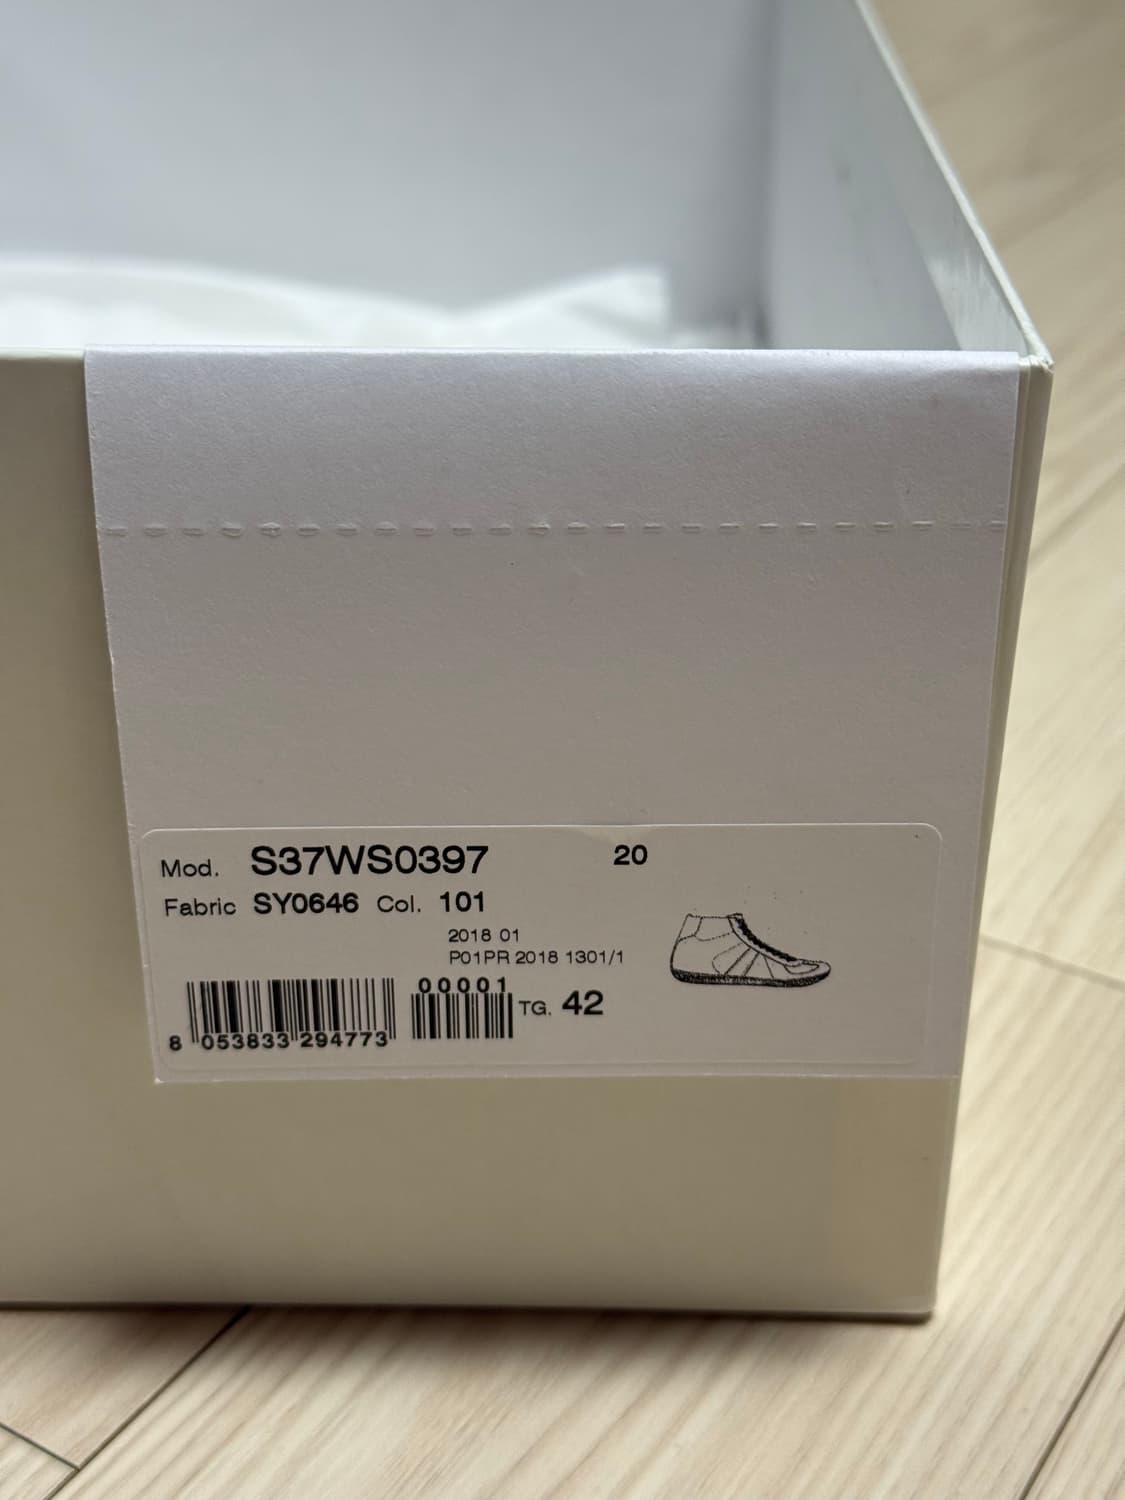 Mod. S37WS0397 20
Fabric SY0646 Col. 101
2018 01
P01PR 2018 1301/1
00001
TG. 42
8 053833 294773